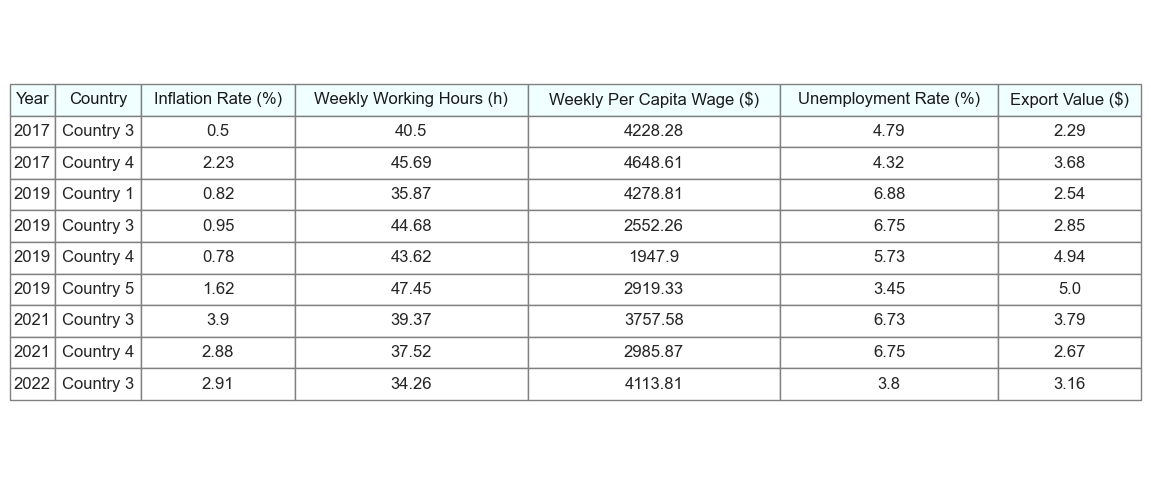 Year Country Inflation Rate (%) Weekly Working Hours (h) Weekly Per Capita Wage ($) Unemployment Rate (%) Export Value ($)
2017 Country 3 0.5 40.5 4228.28 4.79 2.29
2017 Country 4 2.23 45.69 4648.61 4.32 3.68
2019 Country 1 0.82 35.87 4278.81 6.88 2.54
2019 Country 3 0.95 44.68 2552.26 6.75 2.85
2019 Country 4 0.78 43.62 1947.9 5.73 4.94
2019 Country 5 1.62 47.45 2919.33 3.45 5.0
2021 Country 3 3.9 39.37 3757.58 6.73 3.79
2021 Country 4 2.88 37.52 2985.87 6.75 2.67
2022 Country 3 2.91 34.26 4113.81 3.8 3.16